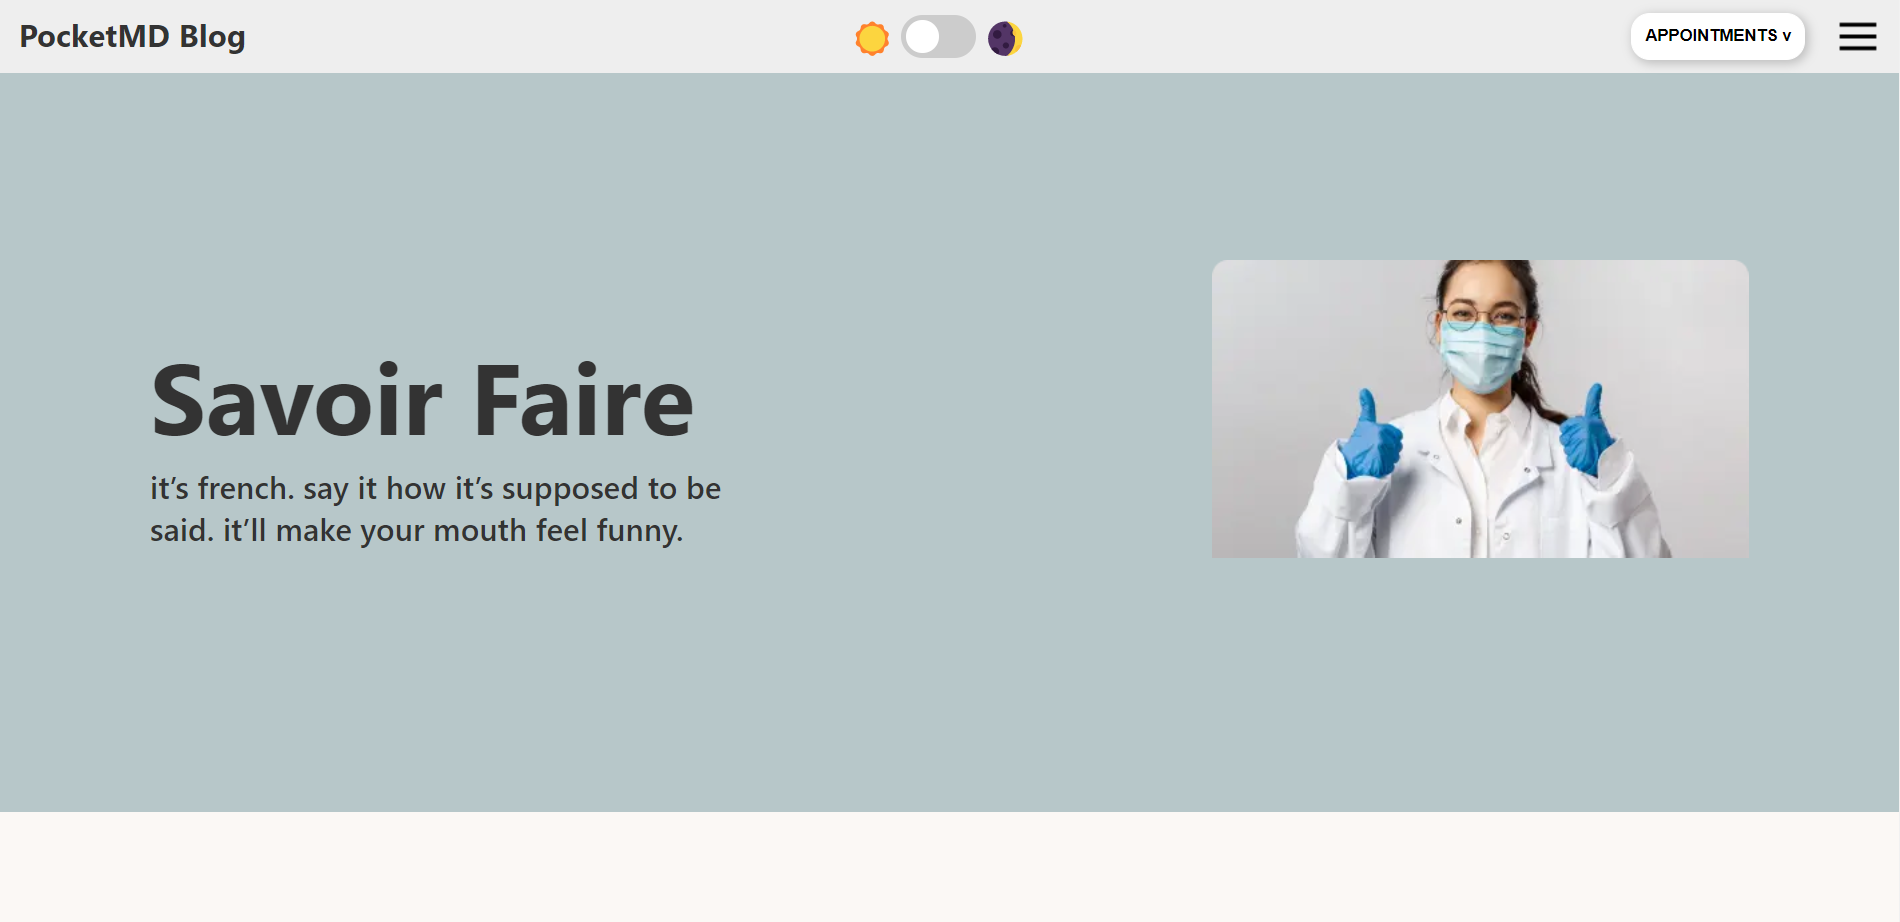 PocketMD Blog
APPOINTMENTS v
Savoir Faire
it’s french. say it how it’s supposed to be
said. it’ll make your mouth feel funny.